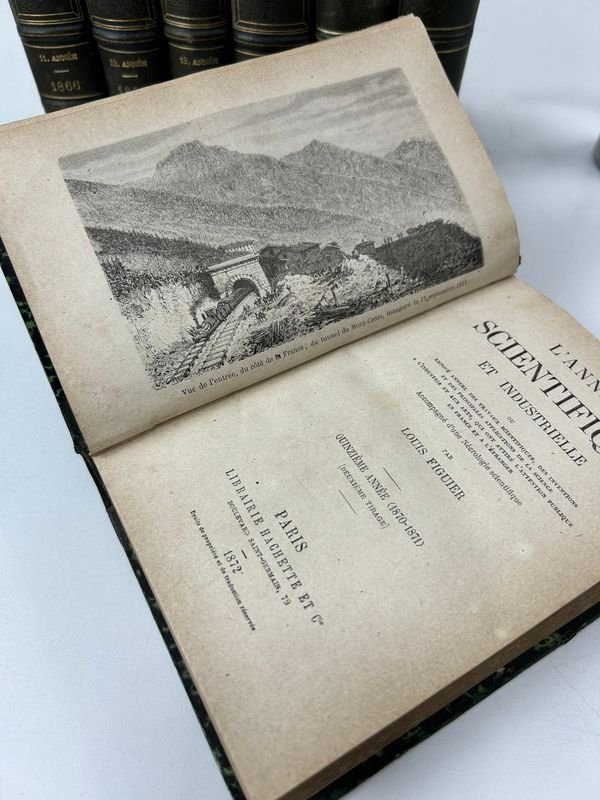 11. ANNÉE
1866
12. ANNÉE
13. ANNÉE
Vue de l'entrée, du côté de la France, du tunnel du Mont-Cenis, inauguré le 17 septembre 1871.
L'ANN
SCIENTIFIQ
ET INDUSTRIELLE
OU
EXPOSÉ ANNUEL DES TRAVAUX SCIENTIFIQUES, DES INVENTIONS
ET DES PRINCIPALES APPLICATIONS DE LA SCIENCE
A L'INDUSTRIE ET AUX ARTS, QUI ONT ATTIRÉ L'ATTENTION PUBLIQUE
EN FRANCE ET A L'ÉTRANGER
Accompagné d'une Nécrologie scientifique
PAR
LOUIS FIGUIER
QUINZIÈME ANNÉE (1870-1871)
(DEUXIÈME TIRAGE)
PARIS
LIBRAIRIE HACHETTE ET Cie
BOULEVARD SAINT-GERMAIN, 79
1872
Droits de propriété et de traduction réservés